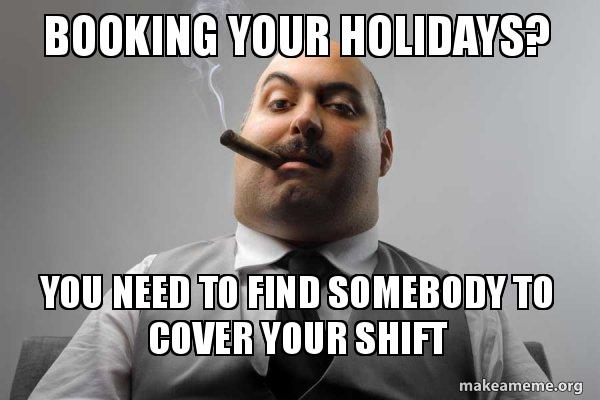 BOOKING YOUR HOLIDAYS?
YOU NEED TO FIND SOMEBODY TO
COVER YOUR SHIFT
makeameme.org